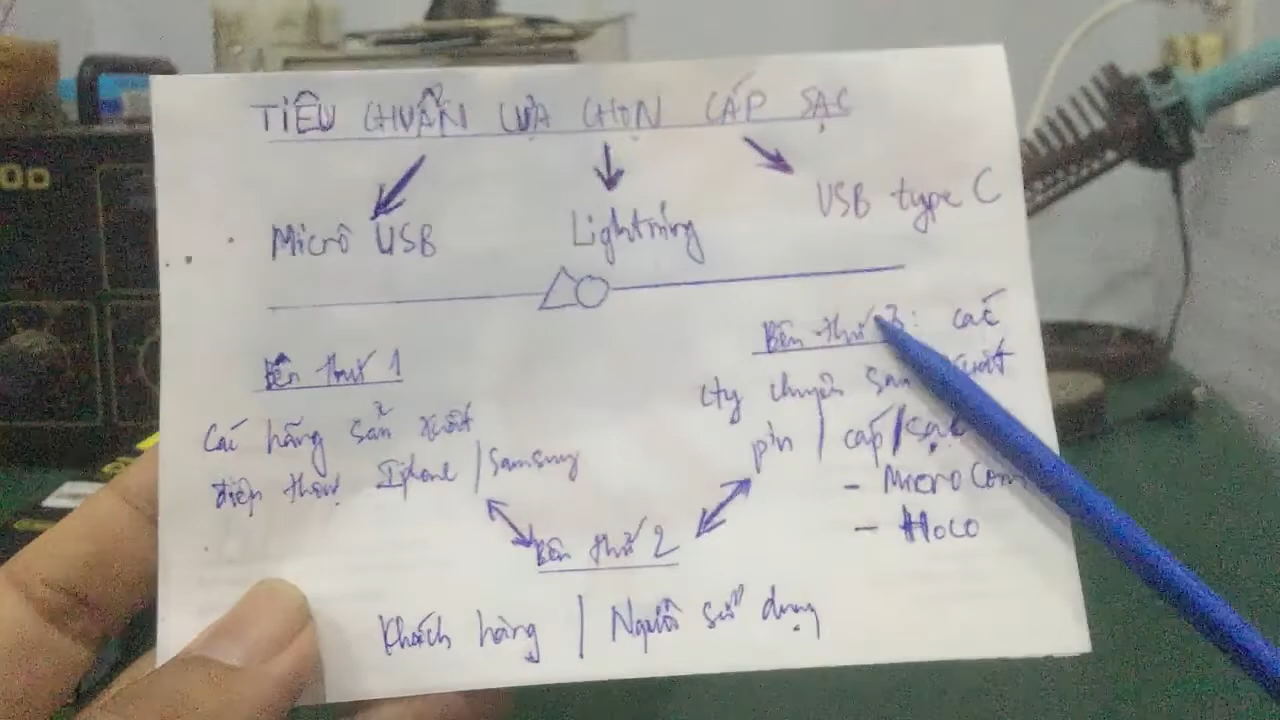 TIÊU CHUẨN LỰA CHỌN CÁP SẠC
Micrô USB
Lightning
USB type C
Bên thứ 1
Các hãng sản xuất
điện thoại Iphone / Samsung
Bên thứ 2
Khách hàng / Người sử dụng
Bên thứ 3: các
cty chuyên sản xuất
pin / cáp / sạc
- Micro Com
- Hoco
OD